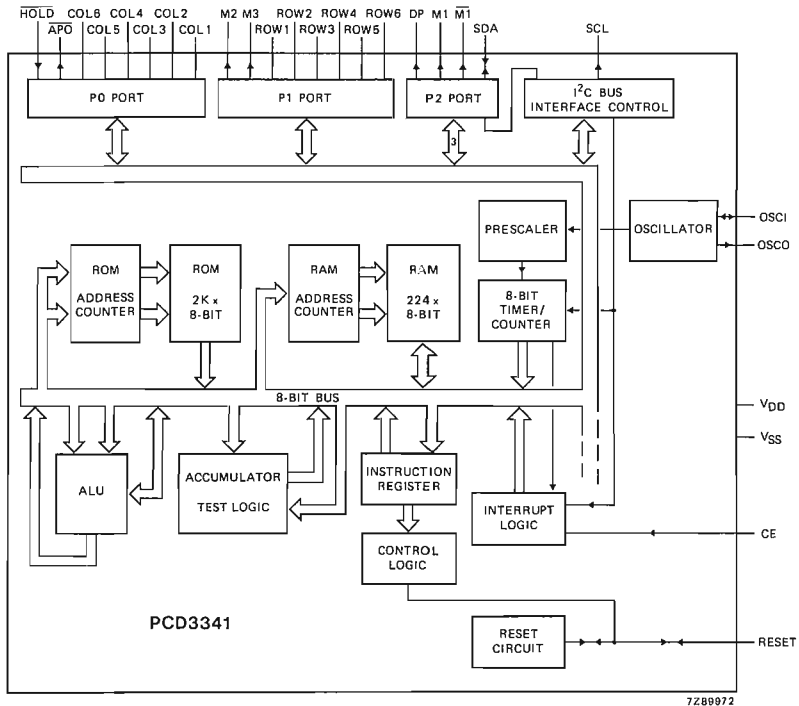 HOLD COL6 COL4 COL2 M2 M3 ROW2 ROW4 ROW6 DP M1 M1 SCL
APO COL5 COL3 COL1 ROW1 ROW3 ROW5 SDA
P0 PORT
P1 PORT
P2 PORT
I²C BUS
INTERFACE CONTROL
3
PRESCALER
OSCILLATOR
OSCI
OSCO
ROM
ADDRESS
COUNTER
ROM
2K x
8-BIT
RAM
ADDRESS
COUNTER
RAM
224 x
8-BIT
8-BIT
TIMER/
COUNTER
8-BIT BUS
VDD
VSS
ALU
ACCUMULATOR
TEST LOGIC
INSTRUCTION
REGISTER
INTERRUPT
LOGIC
CE
CONTROL
LOGIC
PCD3341
RESET
CIRCUIT
RESET
7Z89972